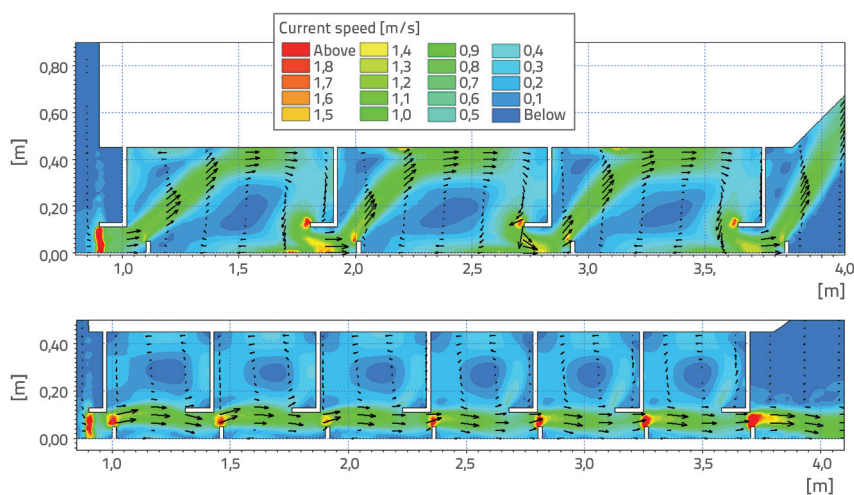 Current speed [m/s]
Above 1,4 0,9 0,4
1,8 1,3 0,8 0,3
1,7 1,2 0,7 0,2
1,6 1,1 0,6 0,1
1,5 1,0 0,5 Below
0,80
0,60
[m]
0,40
0,20
0,00
1,0 1,5 2,0 2,5 3,0 3,5 4,0
[m]
0,40
[m]
0,20
0,00
1,0 1,5 2,0 2,5 3,0 3,5 4,0
[m]